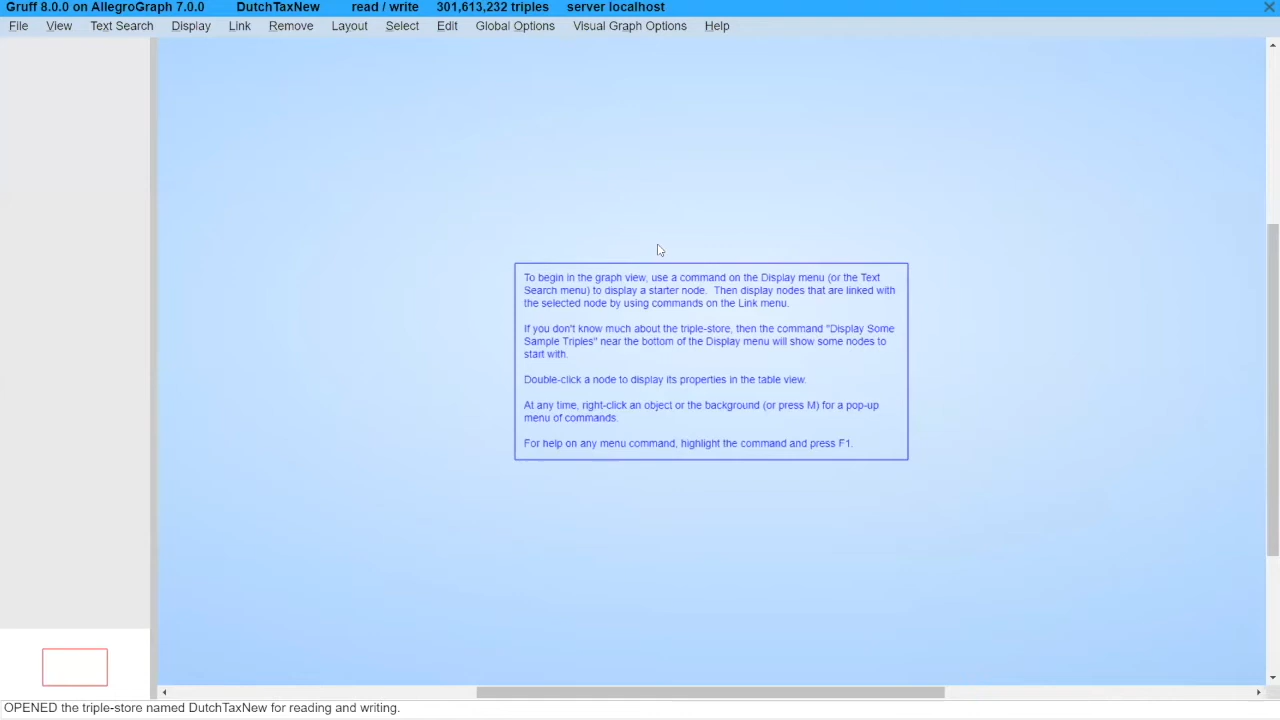 Gruff 8.0.0 on AllegroGraph 7.0.0 DutchTaxNew read / write 301,613,232 triples server localhost
File View Text Search Display Link Remove Layout Select Edit Global Options Visual Graph Options Help
To begin in the graph view, use a command on the Display menu (or the Text
Search menu) to display a starter node. Then display nodes that are linked with
the selected node by using commands on the Link menu.
If you don't know much about the triple-store, then the command "Display Some
Sample Triples" near the bottom of the Display menu will show some nodes to
start with.
Double-click a node to display its properties in the table view.
At any time, right-click an object or the background (or press M) for a pop-up
menu of commands.
For help on any menu command, highlight the command and press F1.
OPENED the triple-store named DutchTaxNew for reading and writing.